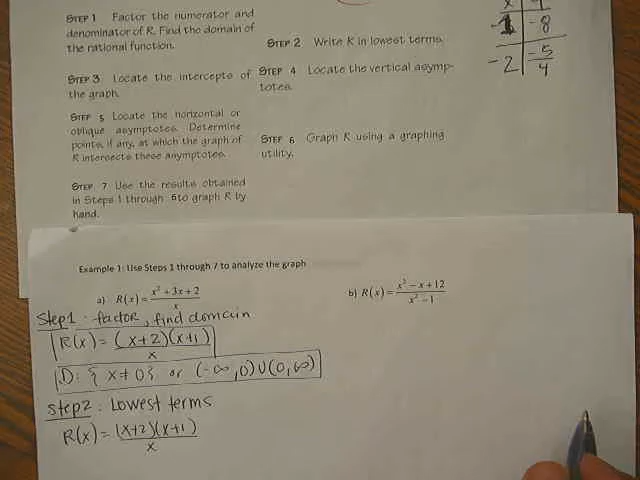 STEP 1 Factor the numerator and
denominator of R. Find the domain of
the rational function.
STEP 2 Write R in lowest terms.
STEP 3 Locate the intercepts of
the graph.
STEP 4 Locate the vertical asymp-
totes.
STEP 5 Locate the horizontal or
oblique asymptotes. Determine
points, if any, at which the graph of
R intersects these asymptotes.
STEP 6 Graph R using a graphing
utility.
STEP 7 Use the results obtained
in Steps 1 through 6 to graph R by
hand.
x
-1 | -8
-2 | -5/4
Example 1: Use Steps 1 through 7 to analyze the graph
a) R(x) = (x² + 3x + 2)/x
b) R(x) = (x² - x + 12)/(x² - 1)
Step 1 : factor, find domain
R(x) = (x+2)(x+1)/x
D: { x ≠ 0 } or (-∞, 0) ∪ (0, ∞)
Step 2 : Lowest terms
R(x) = (x+2)(x+1)/x